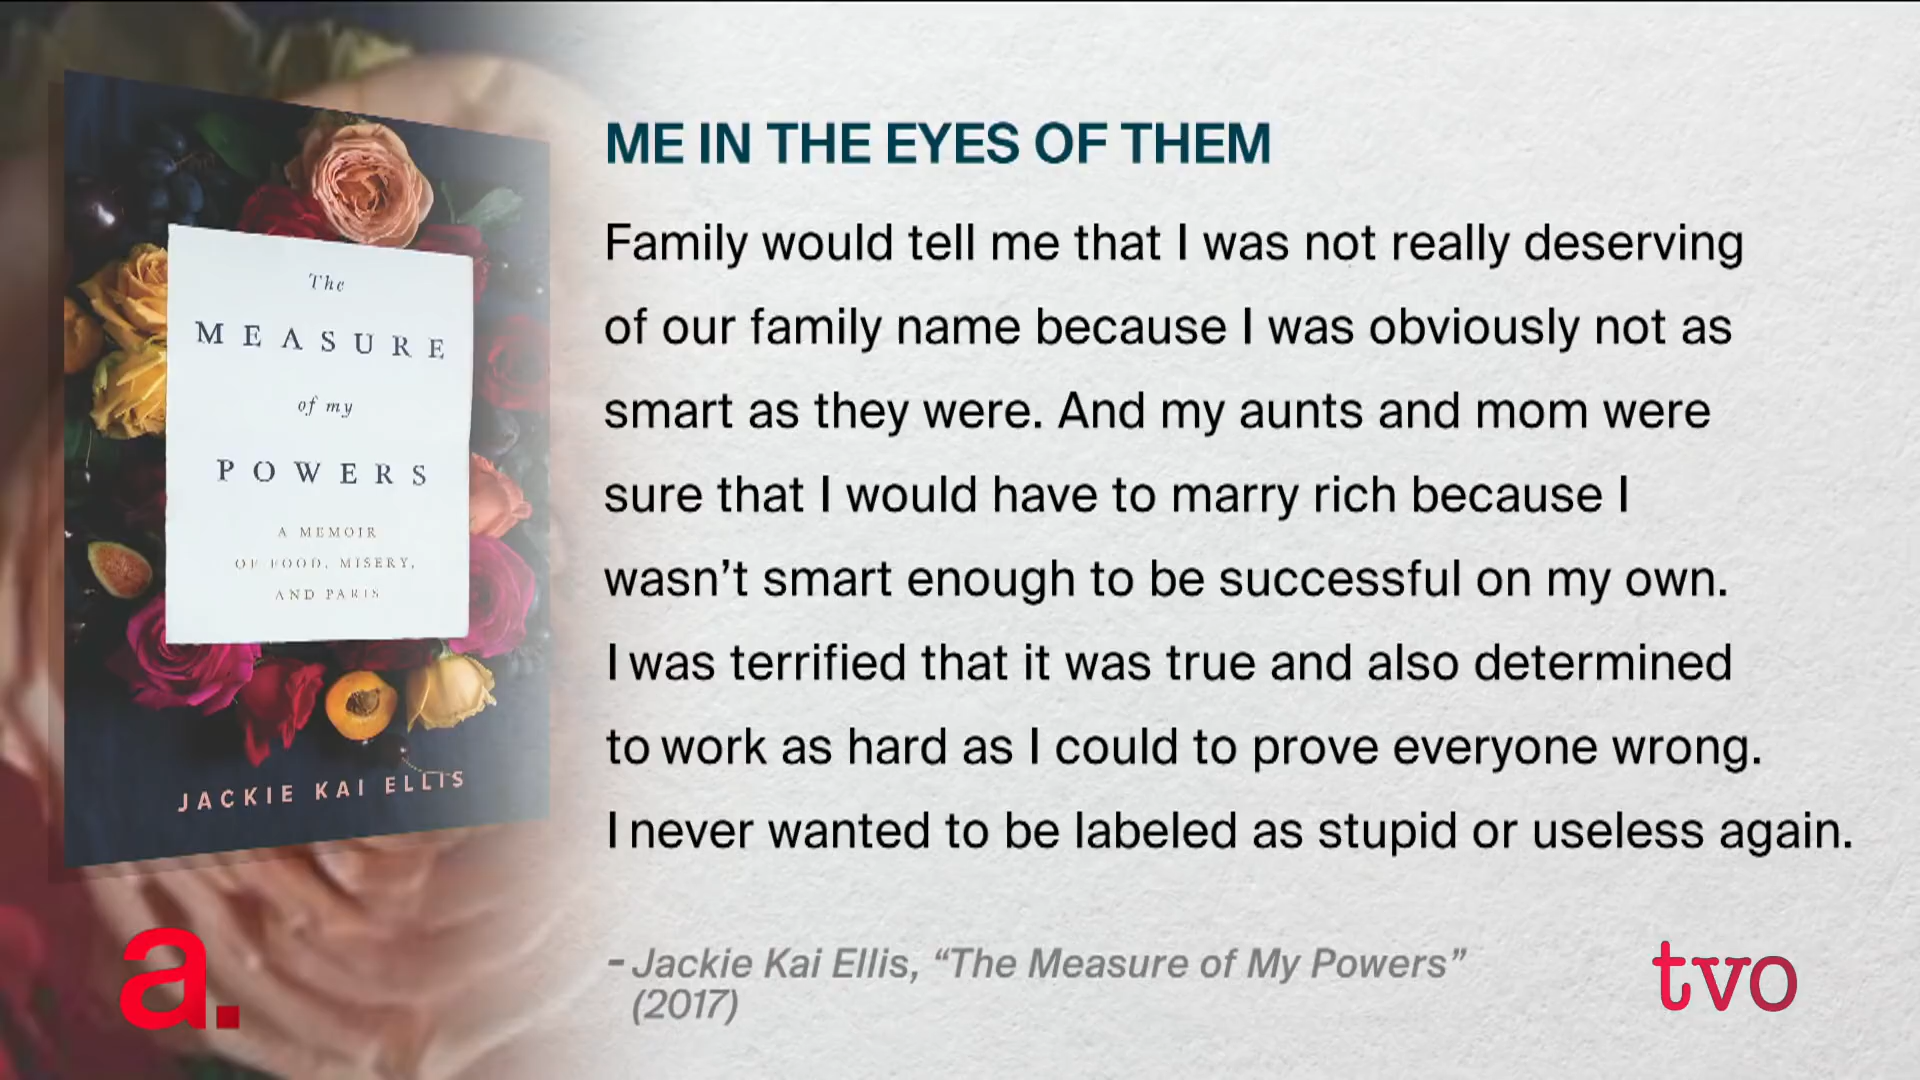 The
MEASURE
of my
POWERS
A MEMOIR
OF FOOD, MISERY,
AND PARIS
JACKIE KAI ELLIS
ME IN THE EYES OF THEM
Family would tell me that I was not really deserving
of our family name because I was obviously not as
smart as they were. And my aunts and mom were
sure that I would have to marry rich because I
wasn’t smart enough to be successful on my own.
I was terrified that it was true and also determined
to work as hard as I could to prove everyone wrong.
I never wanted to be labeled as stupid or useless again.
- Jackie Kai Ellis, “The Measure of My Powers”
(2017)
a.
tvo